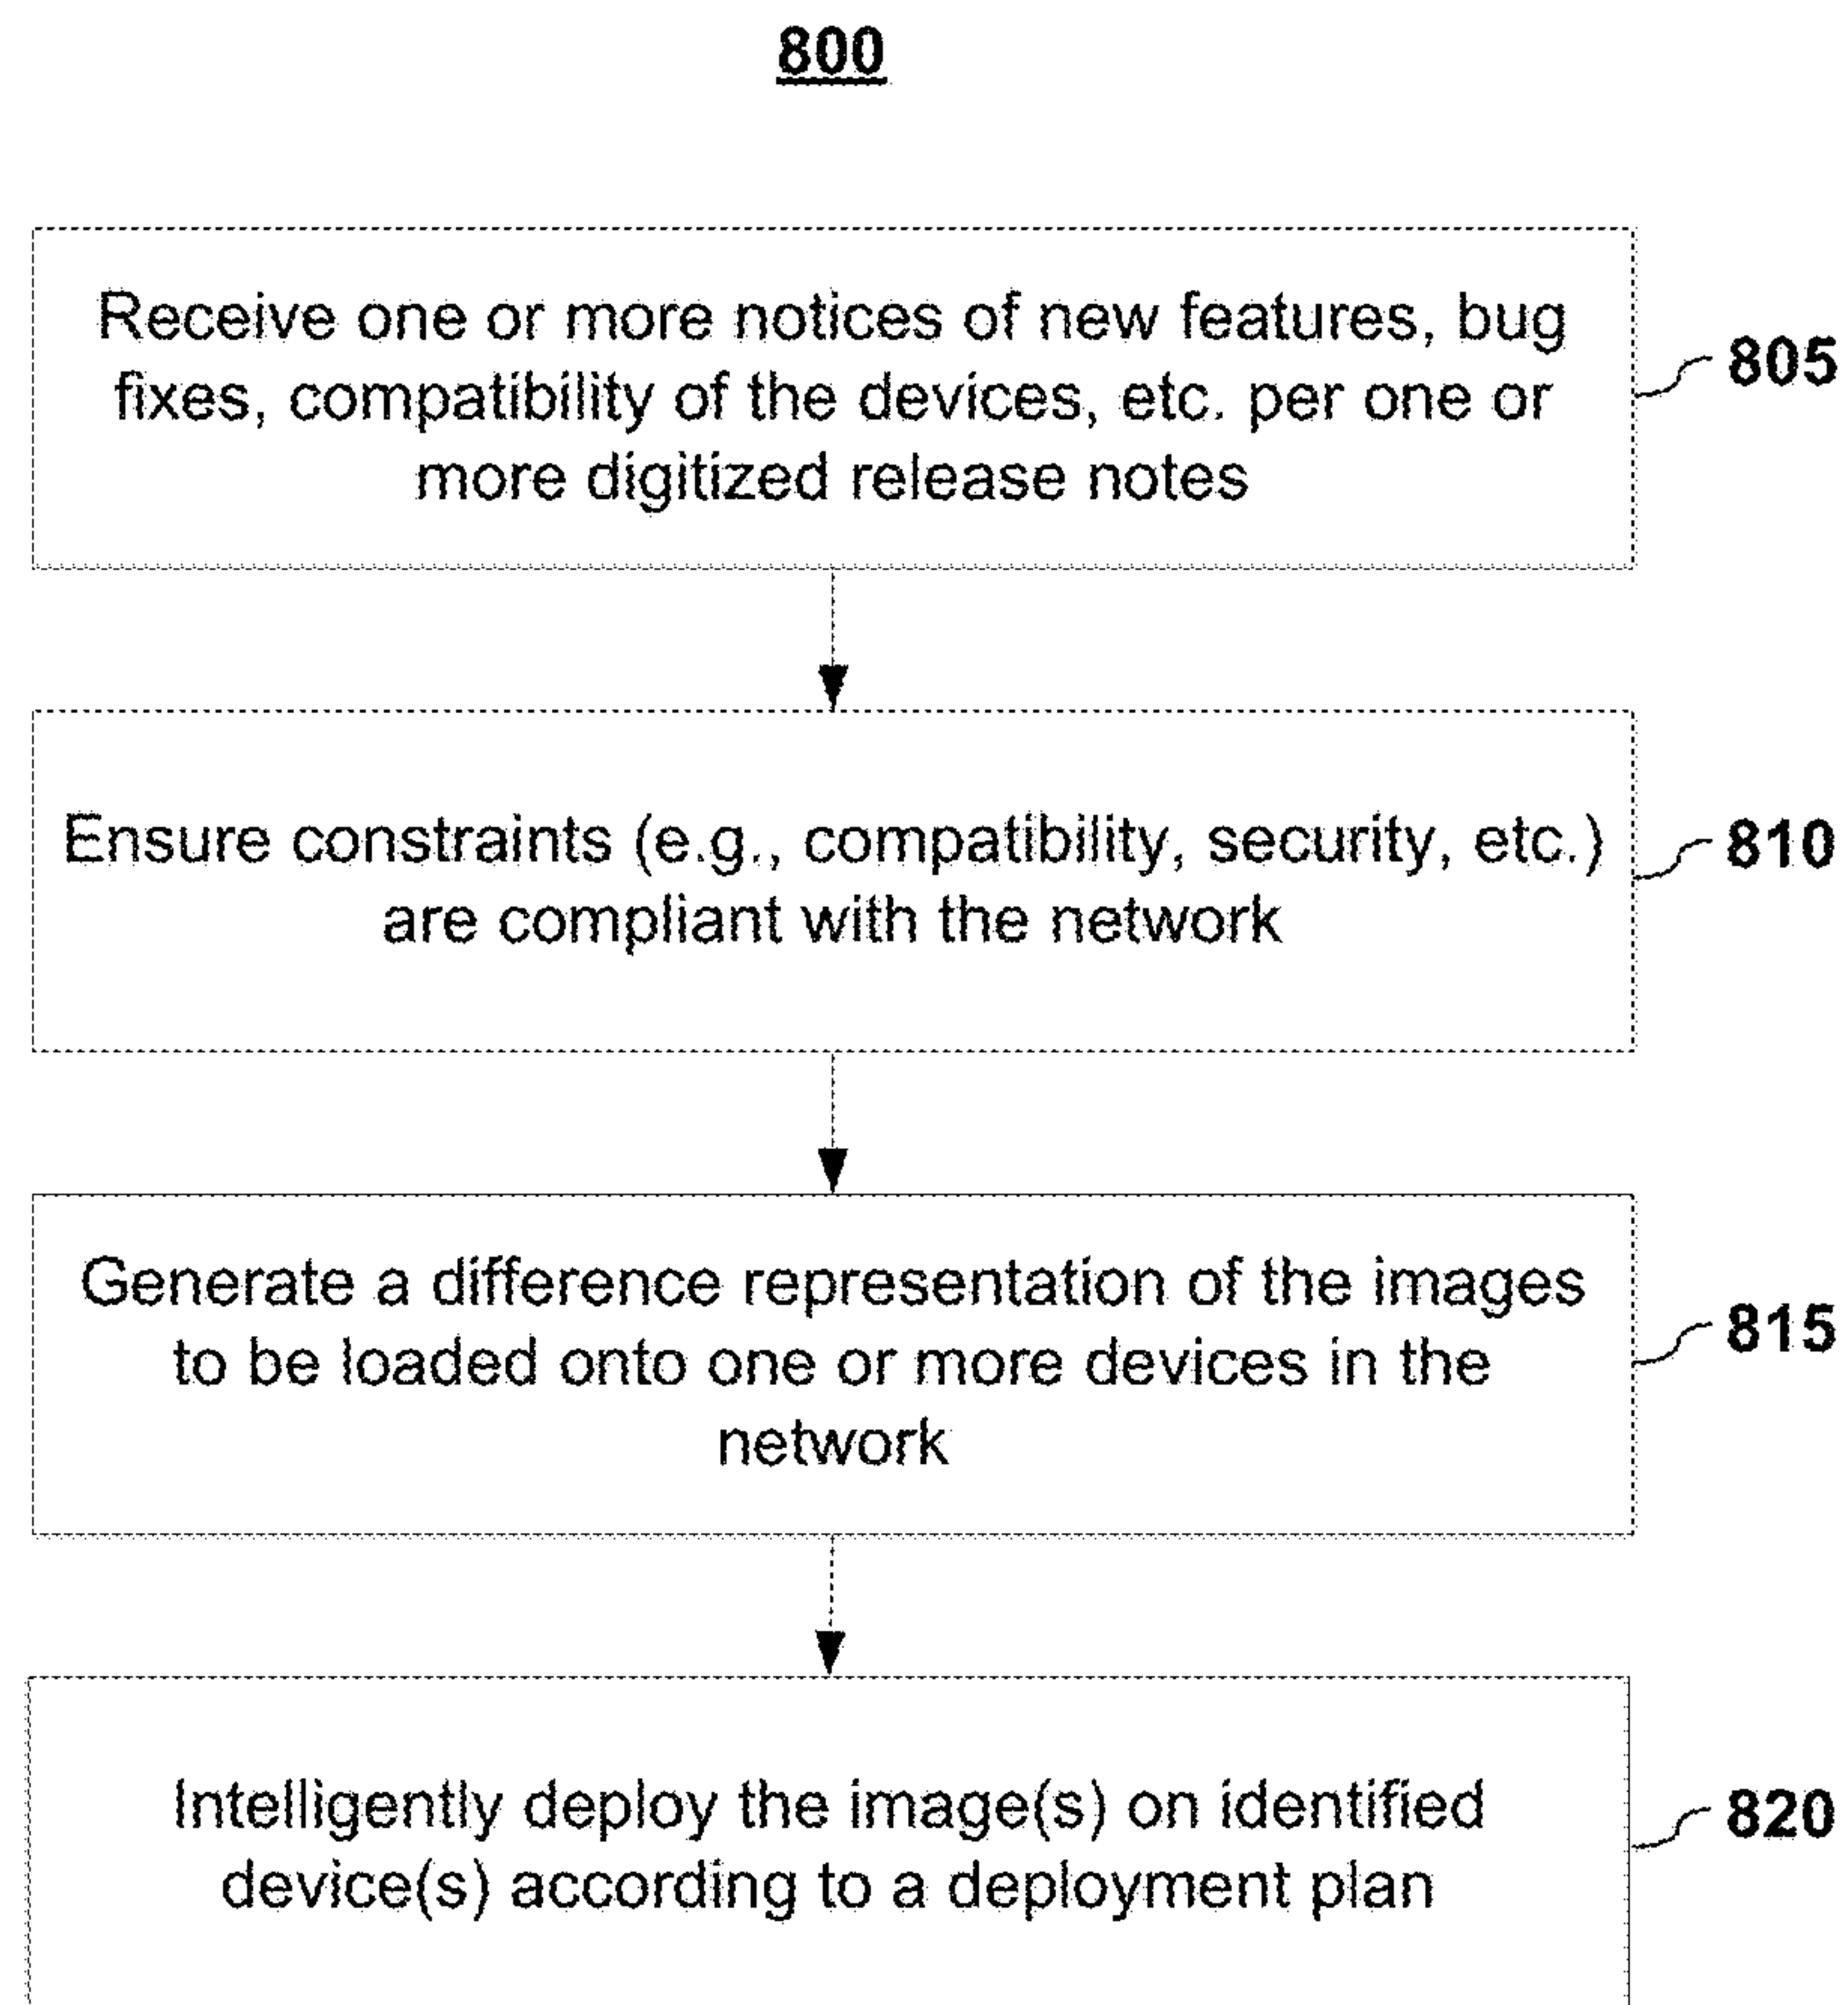 800
Receive one or more notices of new features, bug
fixes, compatibility of the devices, etc. per one or
more digitized release notes
805
Ensure constraints (e.g., compatibility, security, etc.)
are compliant with the network
810
Generate a difference representation of the images
to be loaded onto one or more devices in the
network
815
Intelligently deploy the image(s) on identified
device(s) according to a deployment plan
820